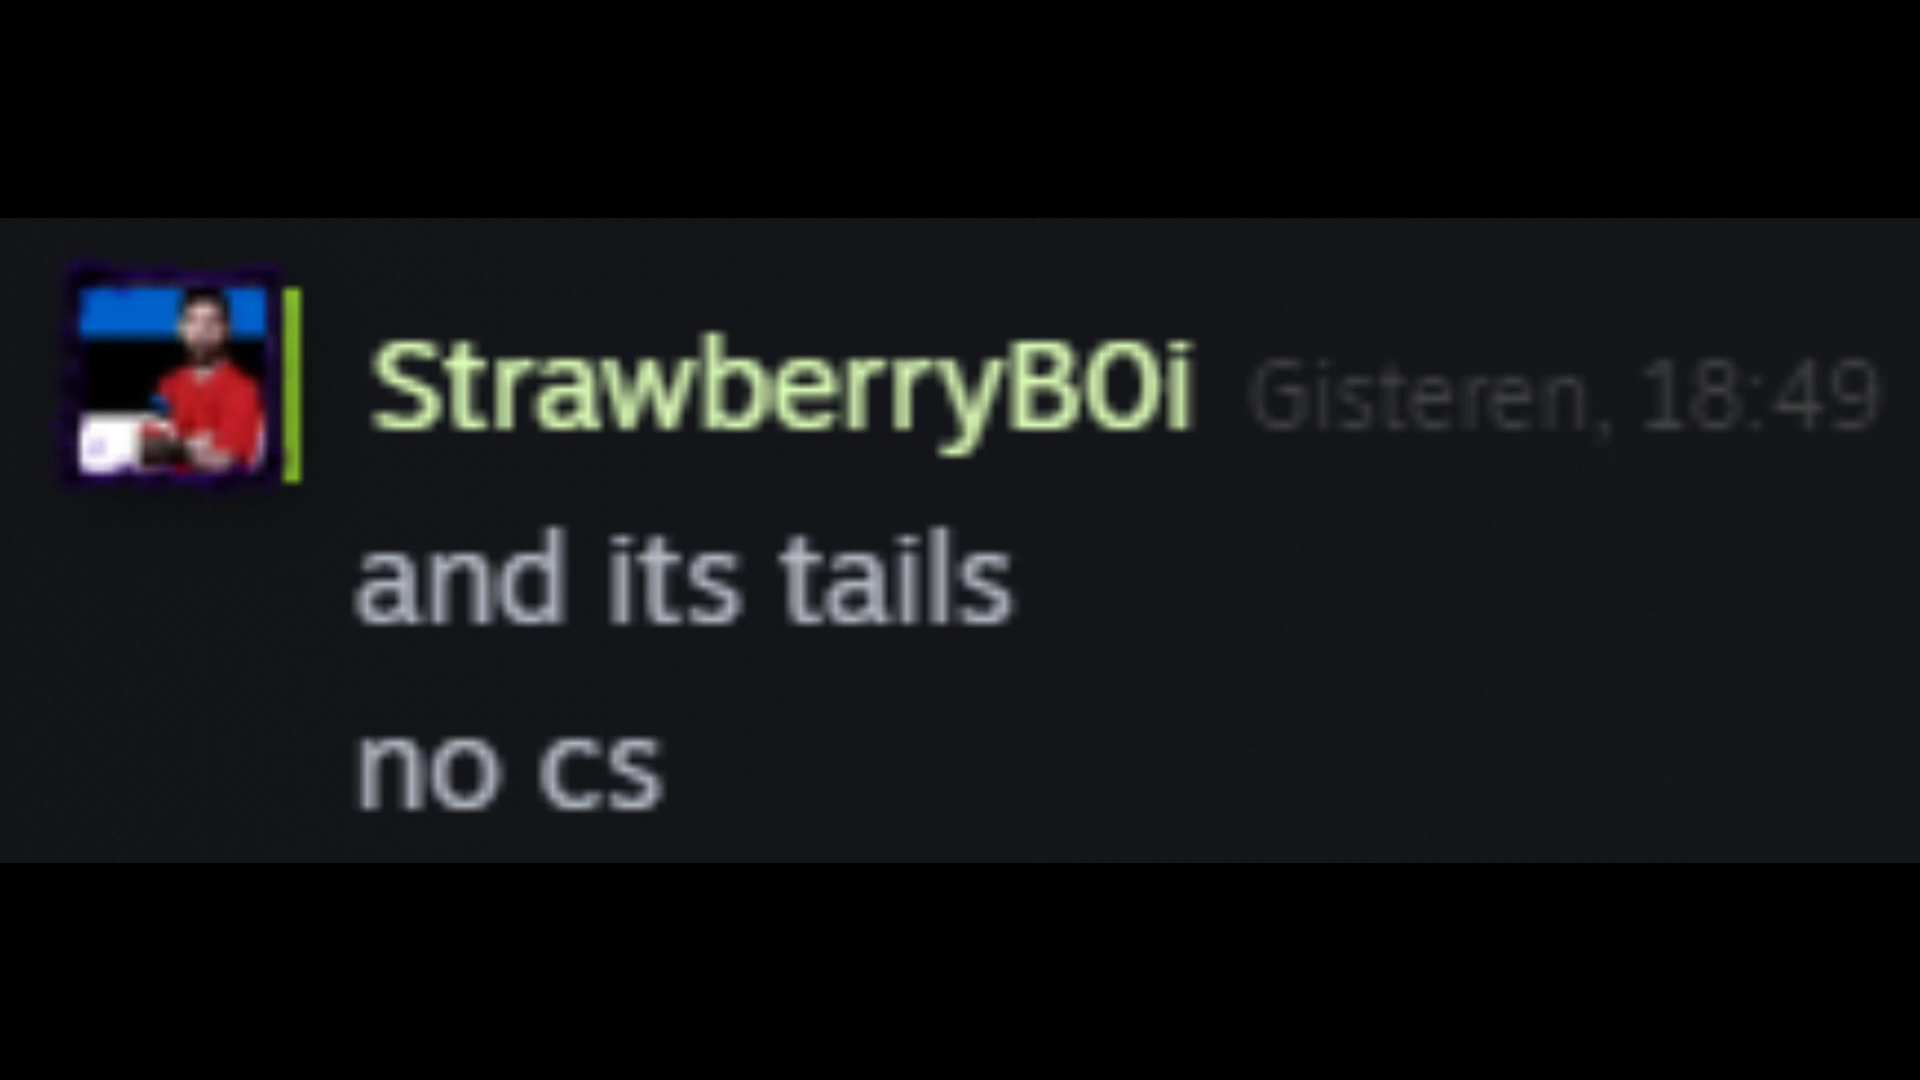 StrawberryB0i Gisteren, 18:49
and its tails
no cs